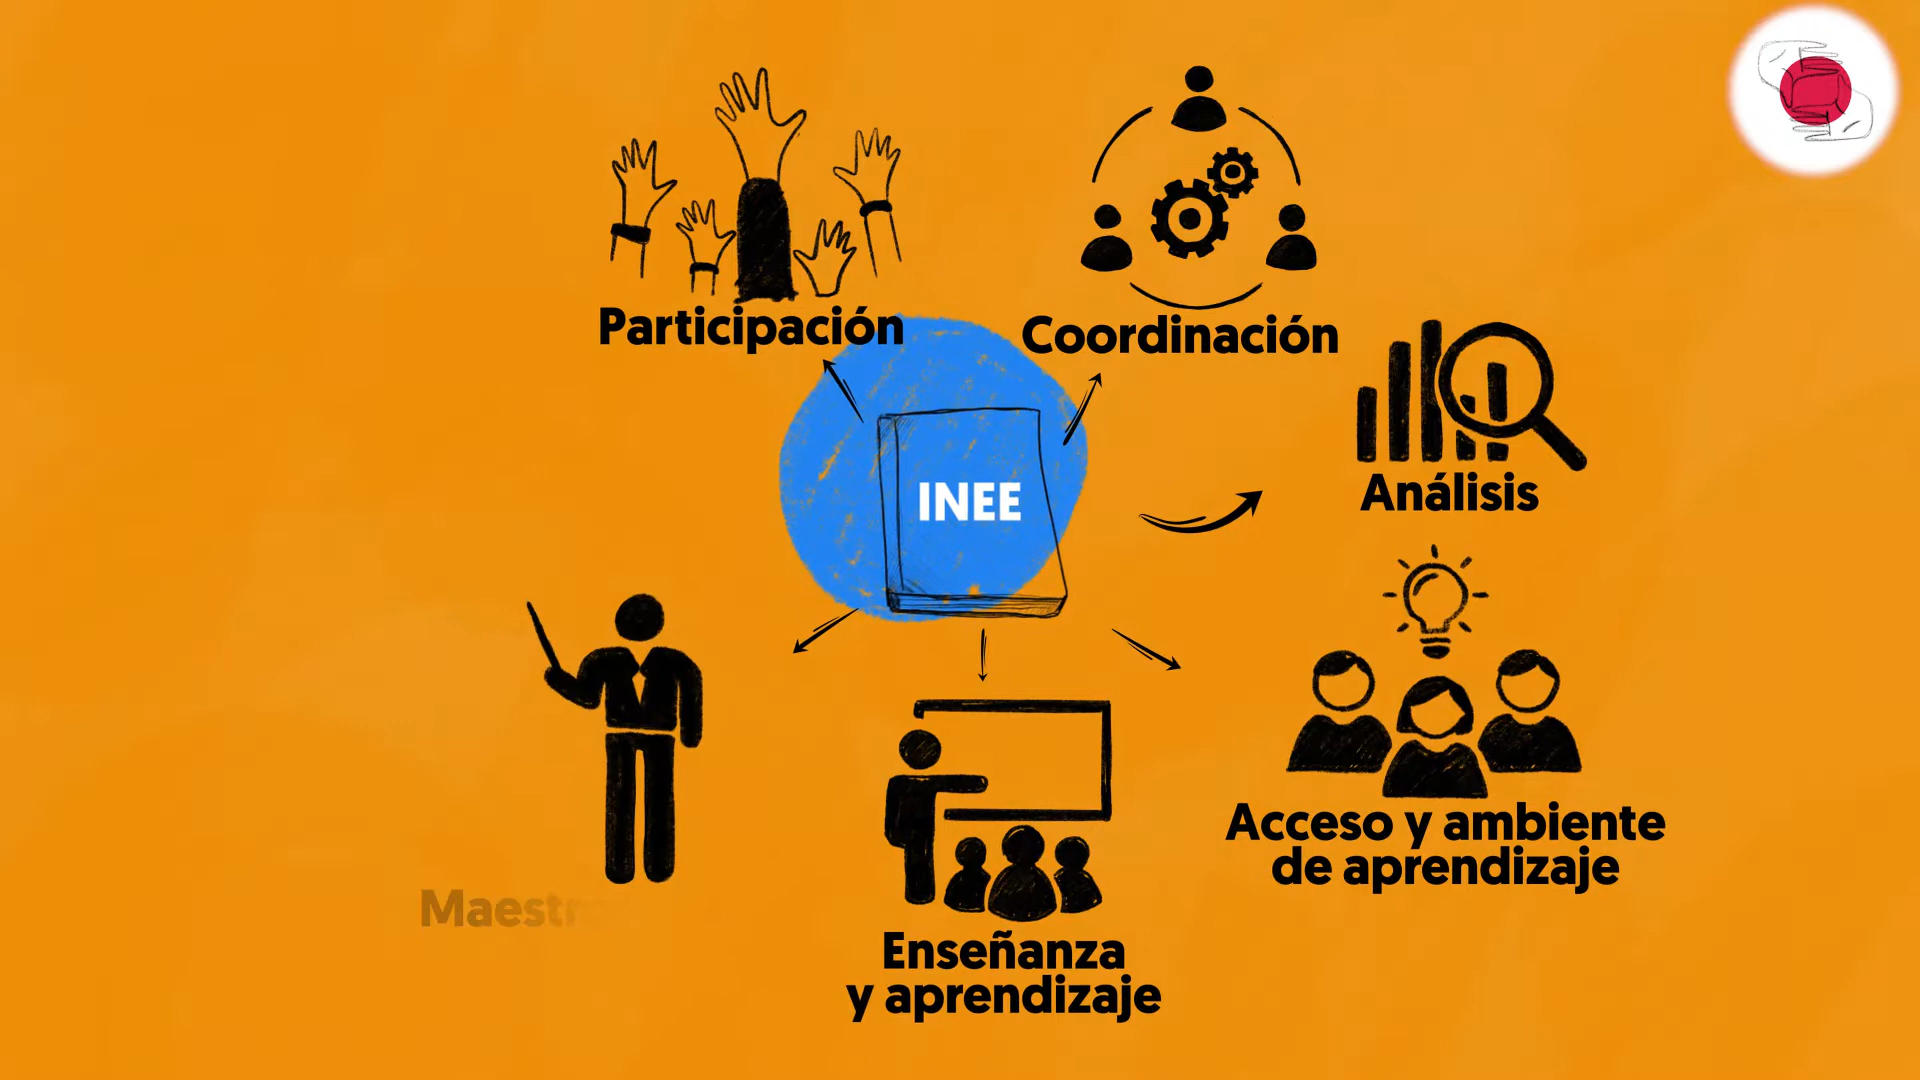 Participación
Coordinación
INEE
Análisis
Acceso y ambiente
de aprendizaje
Enseñanza
y aprendizaje